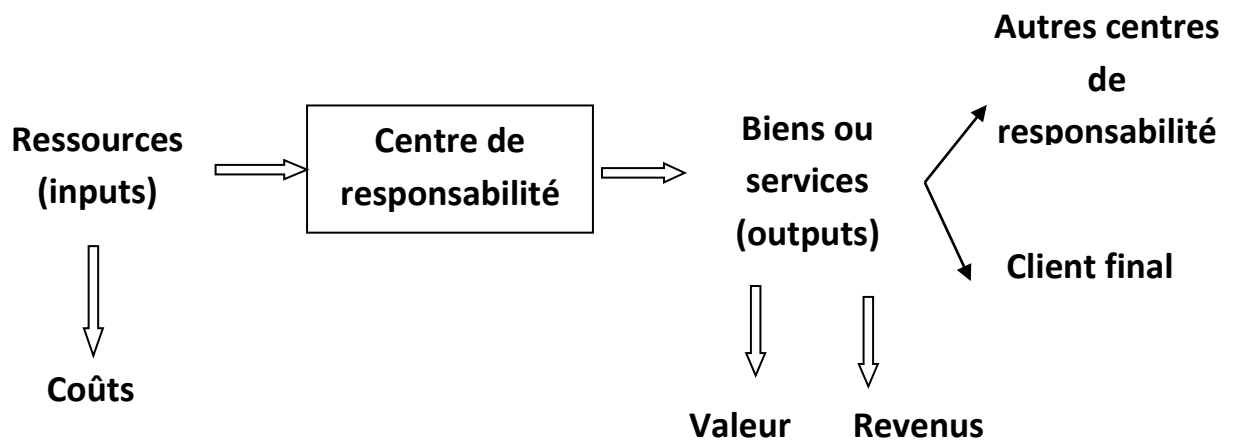 Ressources
(inputs)
Coûts
Centre de
responsabilité
Biens ou
services
(outputs)
Valeur
Revenus
Autres centres
de
responsabilité
Client final